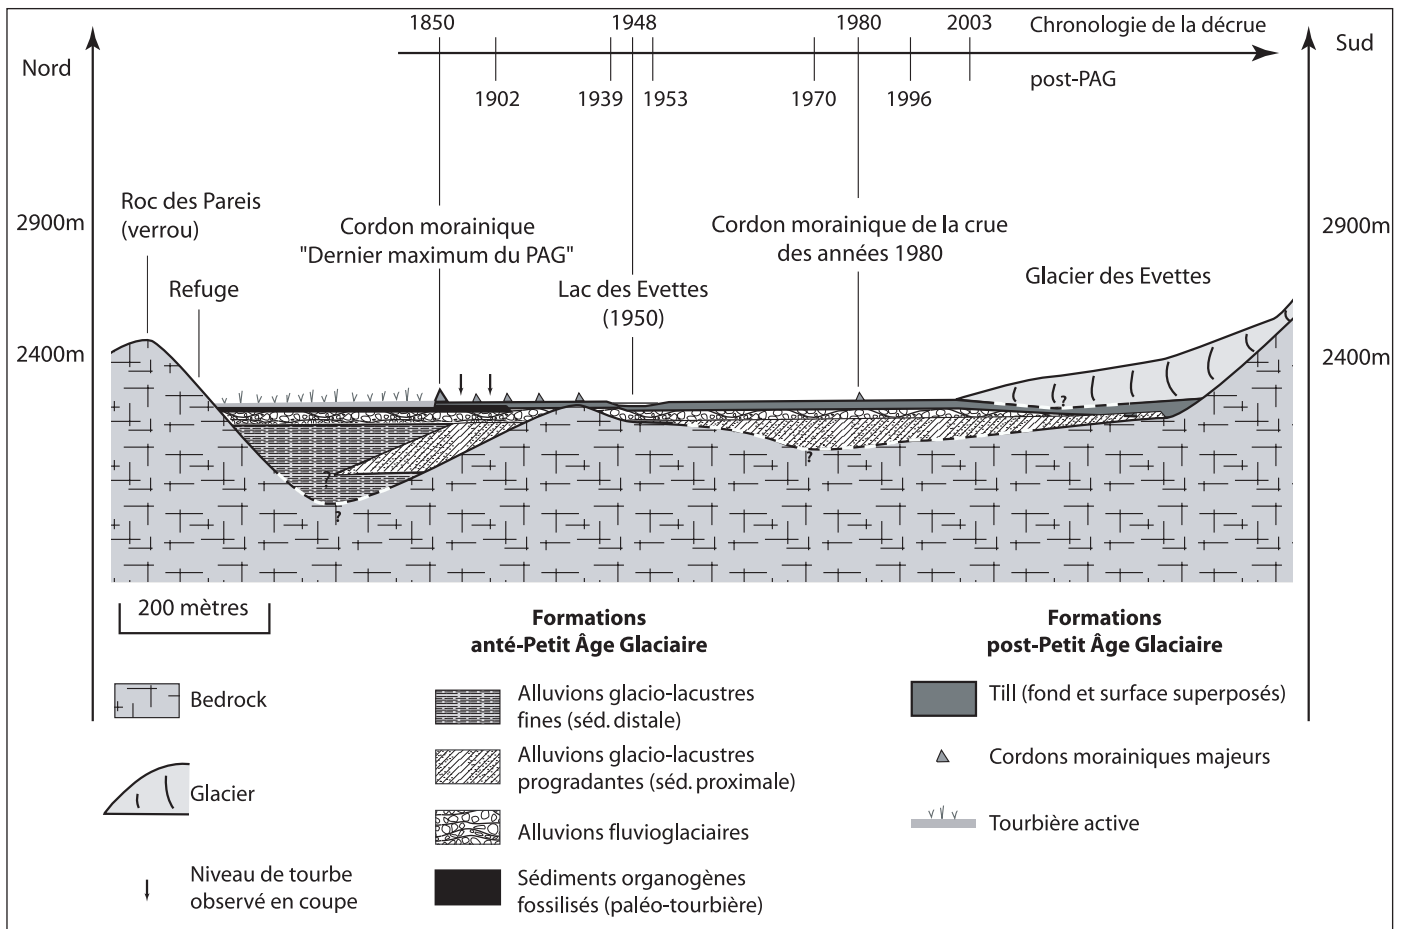 1850
1948
1980
2003
Chronologie de la décrue
post-PAG
1902
1939
1953
1970
1996
Nord
Sud
2900m
2400m
2900m
2400m
Roc des Pareis
(verrou)
Refuge
Cordon morainique
"Dernier maximum du PAG"
Lac des Evettes
(1950)
Cordon morainique de la crue
des années 1980
Glacier des Evettes
?
?
?
?
200 mètres
Bedrock
Glacier
Niveau de tourbe
observé en coupe
Formations
anté-Petit Âge Glaciaire
Alluvions glacio-lacustres
fines (séd. distale)
Alluvions glacio-lacustres
progradantes (séd. proximale)
Alluvions fluvioglaciaires
Sédiments organogènes
fossilisés (paléo-tourbière)
Formations
post-Petit Âge Glaciaire
Till (fond et surface superposés)
Cordons morainiques majeurs
Tourbière active